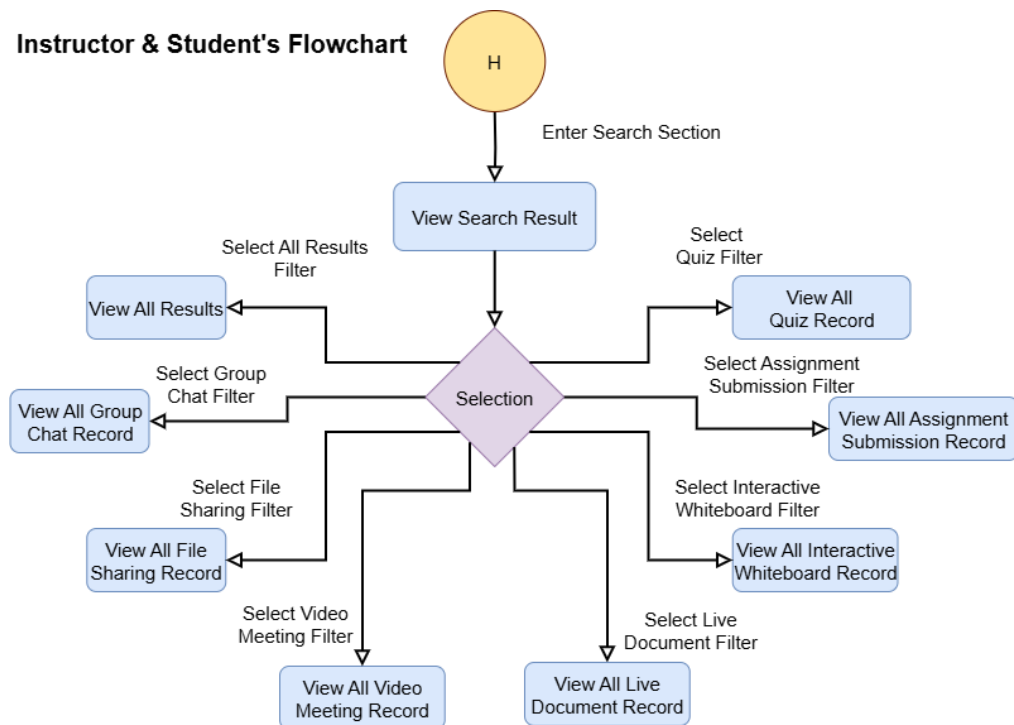 Instructor & Student's Flowchart
H
Enter Search Section
View Search Result
Select All Results
Filter
Select
Quiz Filter
View All Results
View All
Quiz Record
Select Group
Chat Filter
Select Assignment
Submission Filter
Selection
View All Group
Chat Record
View All Assignment
Submission Record
Select File
Sharing Filter
Select Interactive
Whiteboard Filter
View All File
Sharing Record
View All Interactive
Whiteboard Record
Select Video
Meeting Filter
Select Live
Document Filter
View All Video
Meeting Record
View All Live
Document Record